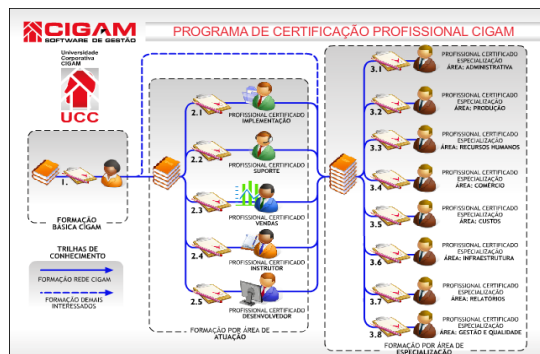 CIGAM
SOFTWARE DE GESTÃO
PROGRAMA DE CERTIFICAÇÃO PROFISSIONAL CIGAM
Universidade
Corporativa
CIGAM
UCC
1.
FORMAÇÃO
BÁSICA CIGAM
TRILHAS DE
CONHECIMENTO
FORMAÇÃO REDE CIGAM
FORMAÇÃO DEMAIS
INTERESSADOS
2.1
PROFISSIONAL CERTIFICADO
IMPLEMENTAÇÃO
2.2
PROFISSIONAL CERTIFICADO
SUPORTE
2.3
PROFISSIONAL CERTIFICADO
VENDAS
2.4
PROFISSIONAL CERTIFICADO
INSTRUTOR
2.5
PROFISSIONAL CERTIFICADO
DESENVOLVEDOR
FORMAÇÃO POR ÁREA DE
ATUAÇÃO
3.1
PROFISSIONAL CERTIFICADO
ESPECIALIZAÇÃO
ÁREA: ADMINISTRATIVA
3.2
PROFISSIONAL CERTIFICADO
ESPECIALIZAÇÃO
ÁREA: PRODUÇÃO
3.3
PROFISSIONAL CERTIFICADO
ESPECIALIZAÇÃO
ÁREA: RECURSOS HUMANOS
3.4
PROFISSIONAL CERTIFICADO
ESPECIALIZAÇÃO
ÁREA: COMÉRCIO
3.5
PROFISSIONAL CERTIFICADO
ESPECIALIZAÇÃO
ÁREA: CUSTOS
3.6
PROFISSIONAL CERTIFICADO
ESPECIALIZAÇÃO
ÁREA: INFRAESTRUTURA
3.7
PROFISSIONAL CERTIFICADO
ESPECIALIZAÇÃO
ÁREA: RELATÓRIOS
3.8
PROFISSIONAL CERTIFICADO
ESPECIALIZAÇÃO
ÁREA: GESTÃO E QUALIDADE
FORMAÇÃO POR ÁREA DE
ESPECIALIZAÇÃO